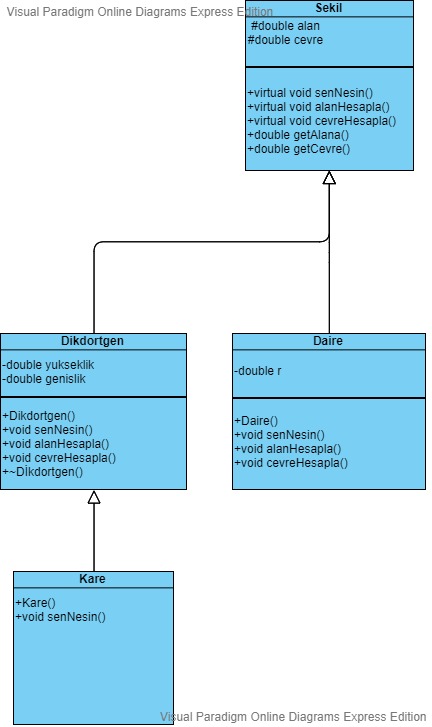 Visual Paradigm Online Diagrams Express Edition
Sekil
#double alan
#double cevre
+virtual void senNesin()
+virtual void alanHesapla()
+virtual void cevreHesapla()
+double getAlana()
+double getCevre()
Dikdortgen
-double yukseklik
-double genislik
+Dikdortgen()
+void senNesin()
+void alanHesapla()
+void cevreHesapla()
+~Dİkdortgen()
Daire
-double r
+Daire()
+void senNesin()
+void alanHesapla()
+void cevreHesapla()
Kare
+Kare()
+void senNesin()
Visual Paradigm Online Diagrams Express Edition